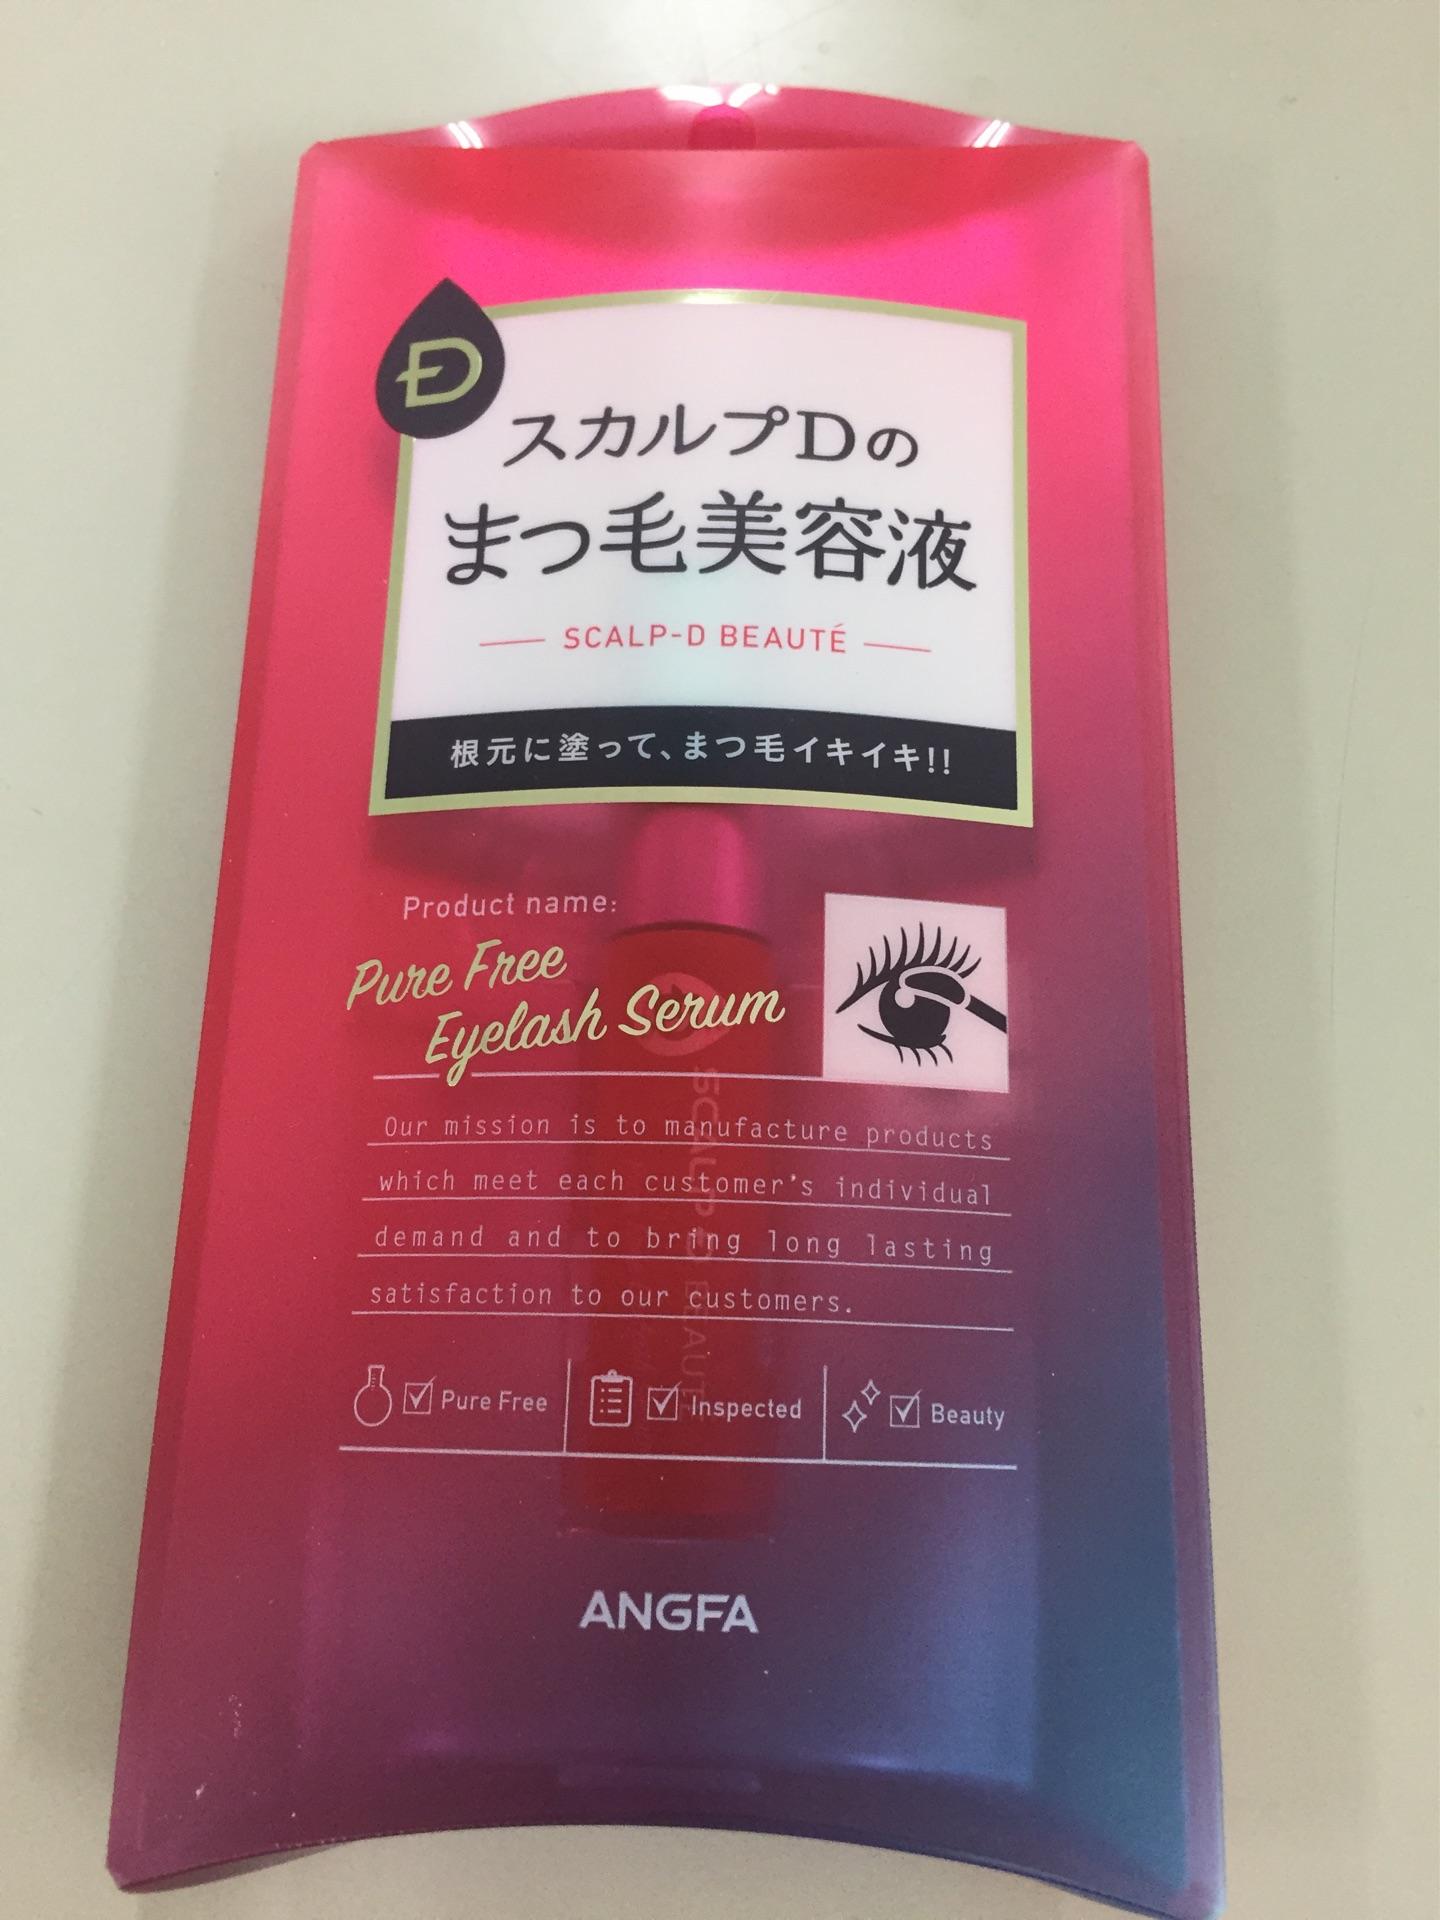 D
スカルプDの
まつ毛美容液
SCALP-D BEAUTÉ
根元に塗って、まつ毛イキイキ!!
Product name:
Pure Free
Eyelash Serum
Our mission is to manufacture products
which meet each customer's individual
demand and to bring long lasting
satisfaction to our customers.
Pure Free
Inspected
Beauty
SCALP-D BEAUTÉ
ANGFA